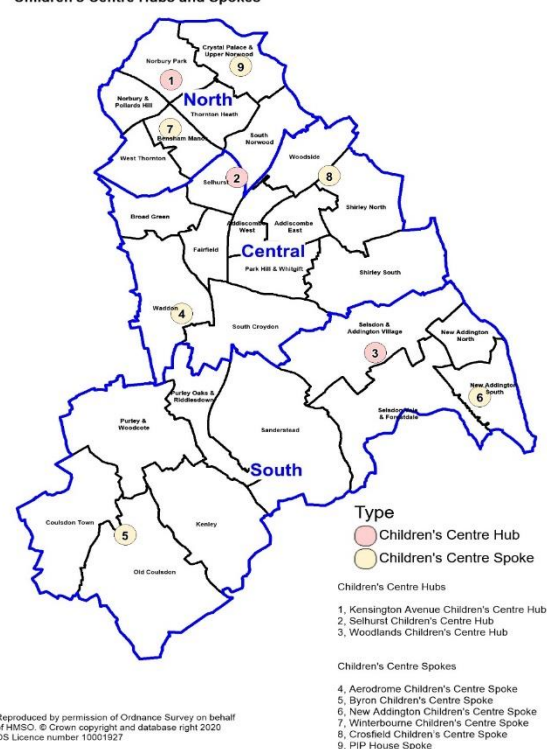 Children's Centre Hubs and Spokes
Crystal Palace &
Upper Norwood
9
Norbury Park
1
North
Norbury &
Pollards Hill
Thornton Heath
7
Bensham Manor
South
Norwood
West Thornton
Woodside
Selhurst
2
8
Broad Green
Shirley North
Addiscombe
West
Addiscombe
East
Fairfield
Central
Park Hill & Whitgift
Shirley South
Waddon
4
South Croydon
Selsdon &
Addington Village
New Addington
North
3
New Addington
South
6
Purley Oaks &
Riddlesdown
Purley &
Woodcote
Selsdon Vale
& Forestdale
Sanderstead
South
Coulsdon Town
5
Kenley
Old Coulsdon
Type
Children's Centre Hub
Children's Centre Spoke
Children's Centre Hubs
1, Kensington Avenue Children's Centre Hub
2, Selhurst Children's Centre Hub
3, Woodlands Children's Centre Hub
Children's Centre Spokes
4, Aerodrome Children's Centre Spoke
5, Byron Children's Centre Spoke
6, New Addington Children's Centre Spoke
7, Winterbourne Children's Centre Spoke
8, Crosfield Children's Centre Spoke
9, PIP House Spoke
Reproduced by permission of Ordnance Survey on behalf
of HMSO. © Crown copyright and database right 2020
OS Licence number 10001927